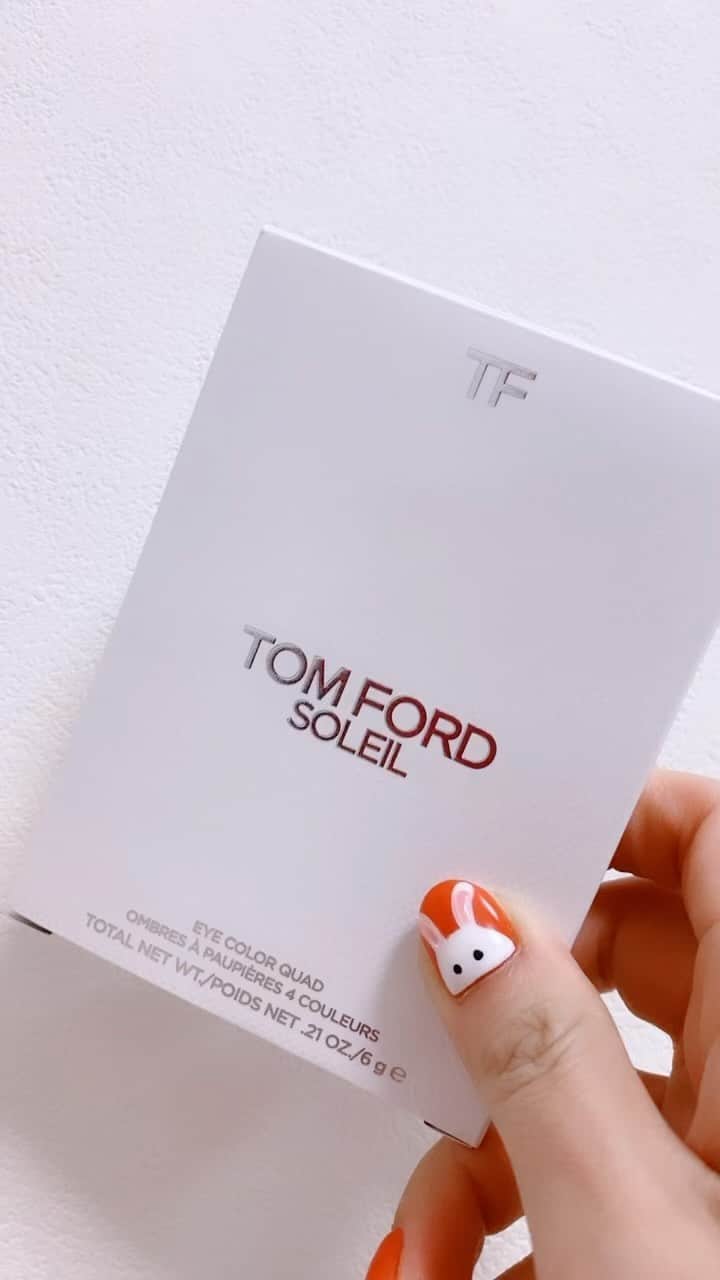 TF
TOM FORD
SOLEIL
EYE COLOR QUAD
OMBRES À PAUPIÈRES 4 COULEURS
TOTAL NET WT./POIDS NET .21 OZ./6 g ℮